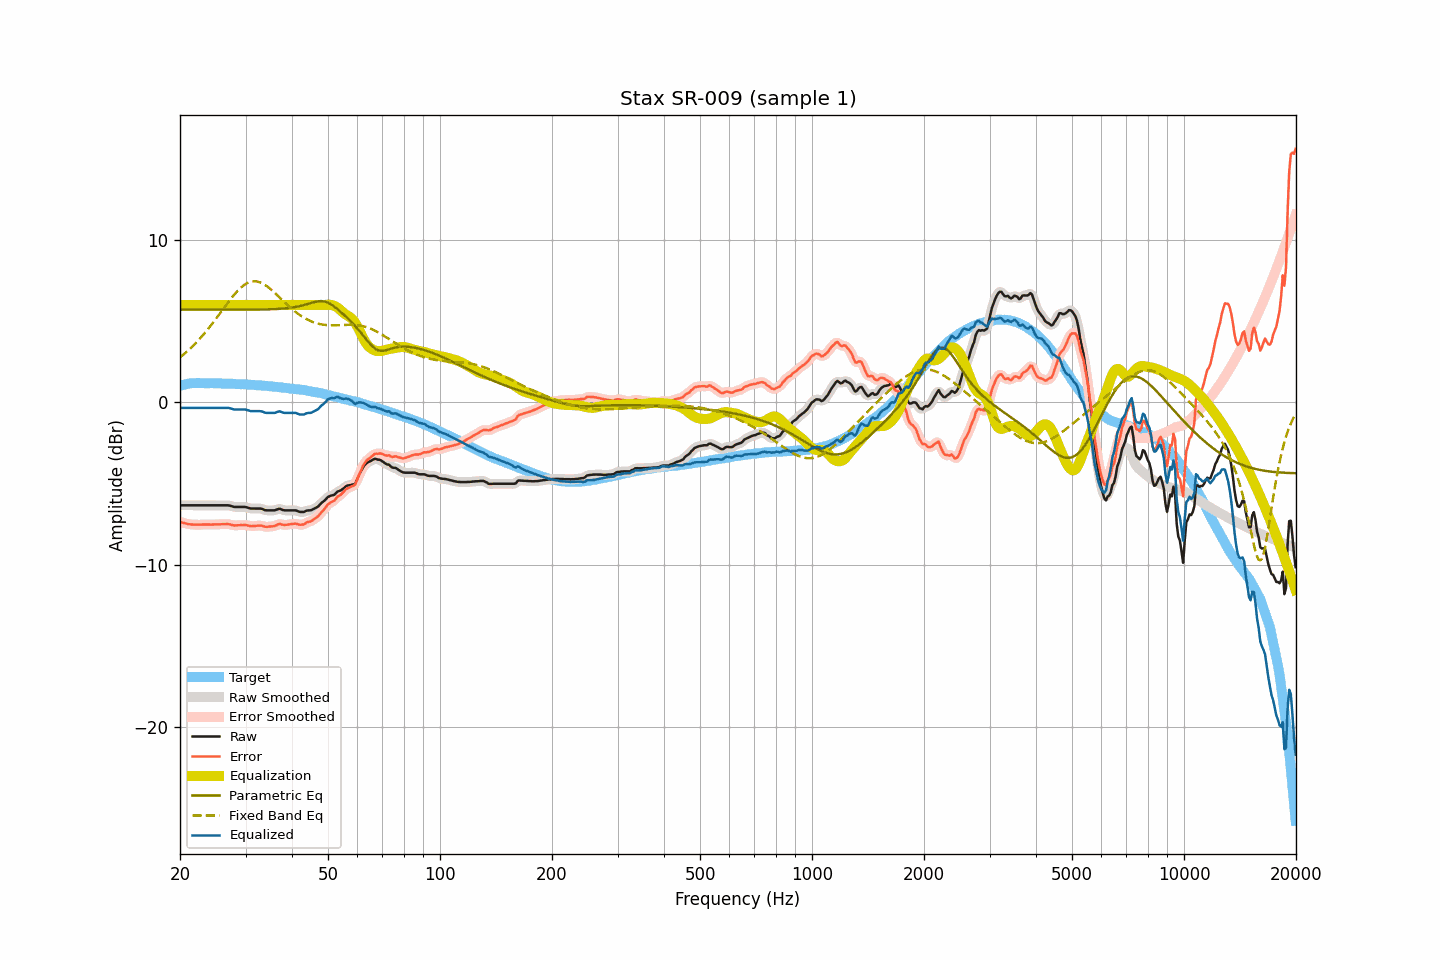 Stax SR-009 (sample 1)
Amplitude (dBr)
10
0
−10
−20
Target
Raw Smoothed
Error Smoothed
Raw
Error
Equalization
Parametric Eq
Fixed Band Eq
Equalized
20 50 100 200 500 1000 2000 5000 10000 20000
Frequency (Hz)